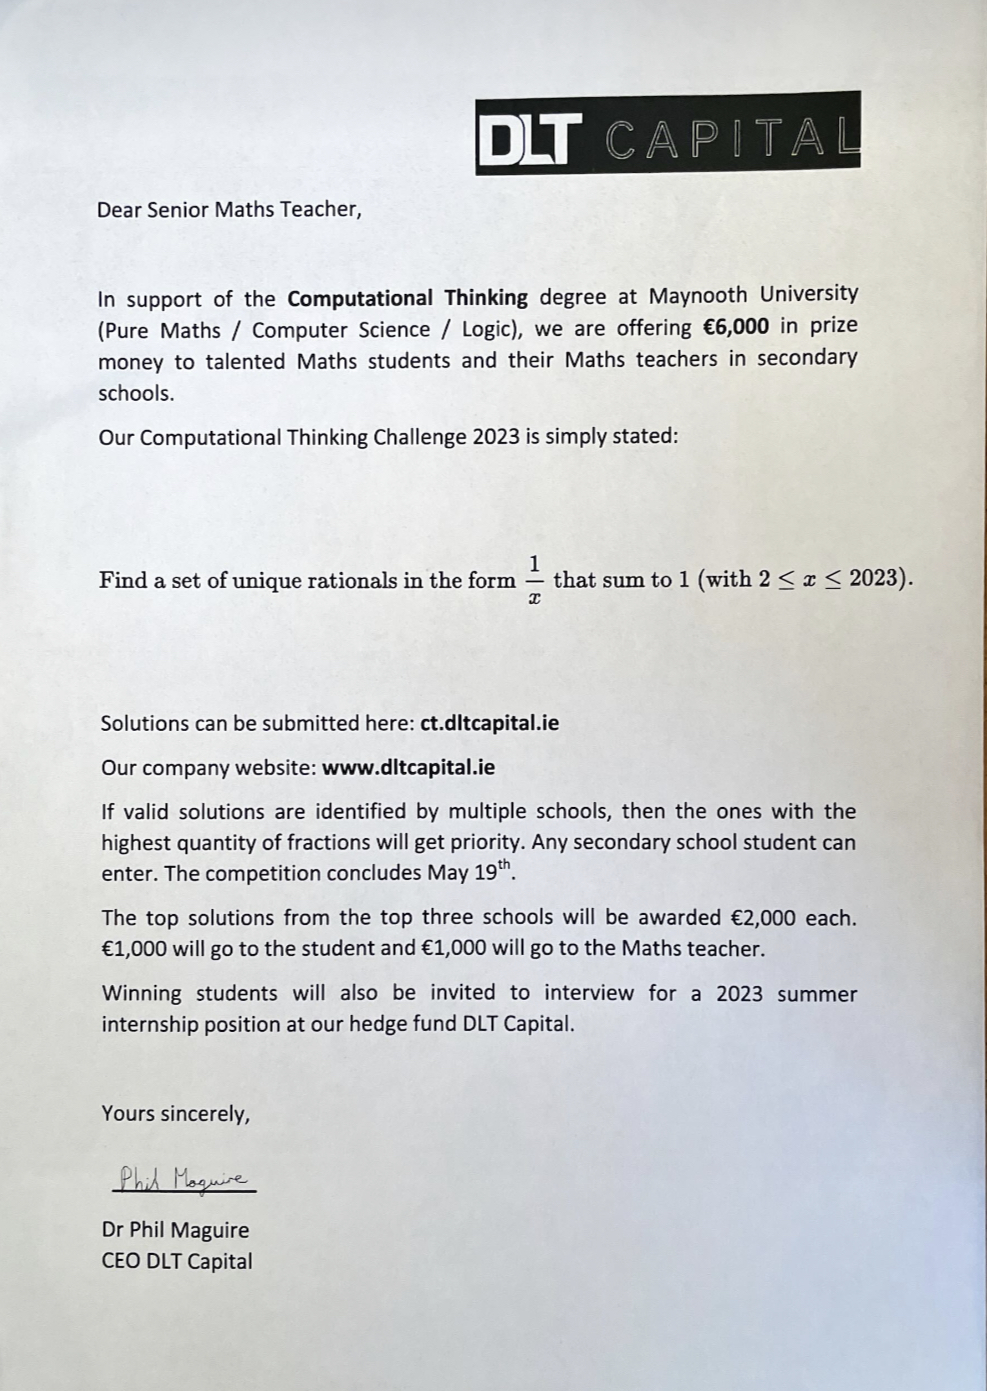 DLT CAPITAL
Dear Senior Maths Teacher,
In support of the Computational Thinking degree at Maynooth University
(Pure Maths / Computer Science / Logic), we are offering €6,000 in prize
money to talented Maths students and their Maths teachers in secondary
schools.
Our Computational Thinking Challenge 2023 is simply stated:
Find a set of unique rationals in the form 1/x that sum to 1 (with 2 ≤ x ≤ 2023).
Solutions can be submitted here: ct.dltcapital.ie
Our company website: www.dltcapital.ie
If valid solutions are identified by multiple schools, then the ones with the
highest quantity of fractions will get priority. Any secondary school student can
enter. The competition concludes May 19th.
The top solutions from the top three schools will be awarded €2,000 each.
€1,000 will go to the student and €1,000 will go to the Maths teacher.
Winning students will also be invited to interview for a 2023 summer
internship position at our hedge fund DLT Capital.
Yours sincerely,
Phil Maguire
Dr Phil Maguire
CEO DLT Capital